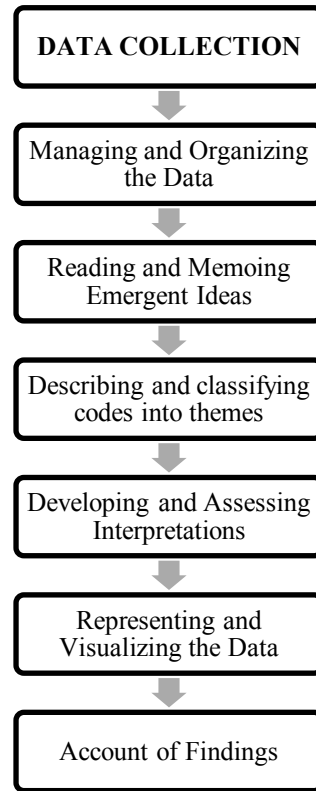 DATA COLLECTION
Managing and Organizing
the Data
Reading and Memoing
Emergent Ideas
Describing and classifying
codes into themes
Developing and Assessing
Interpretations
Representing and
Visualizing the Data
Account of Findings